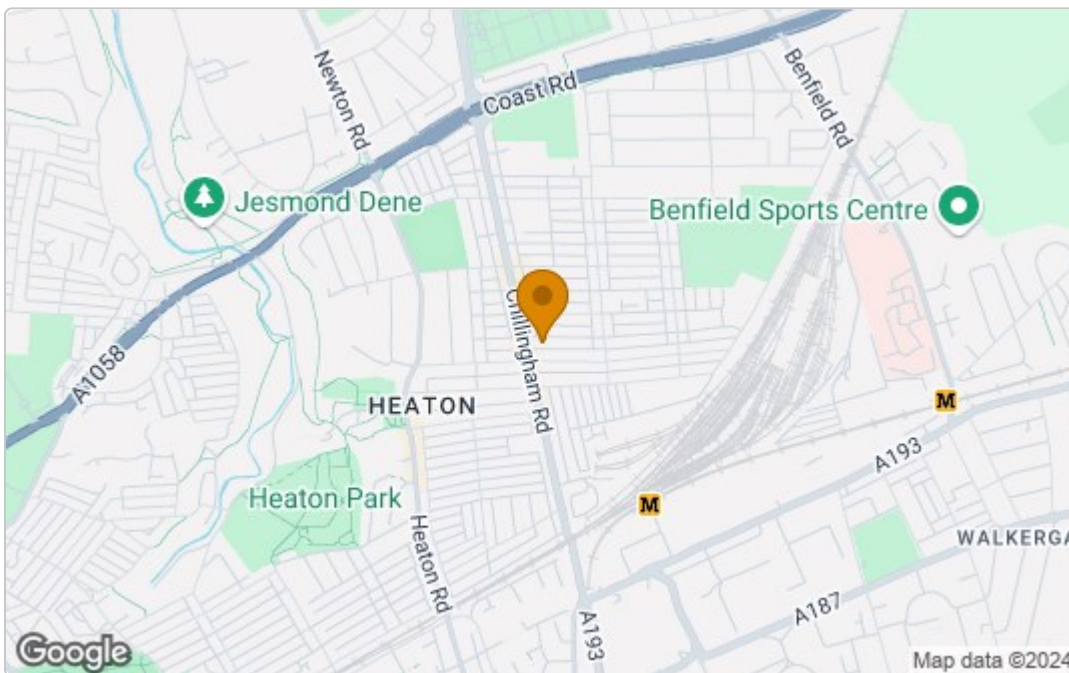 Newton Rd
Coast Rd
Benfield Rd
Jesmond Dene
Benfield Sports Centre
Chillingham Rd
A1058
HEATON
M
A193
Heaton Park
M
Heaton Rd
WALKERGA
A187
A193
Google
Map data ©2024